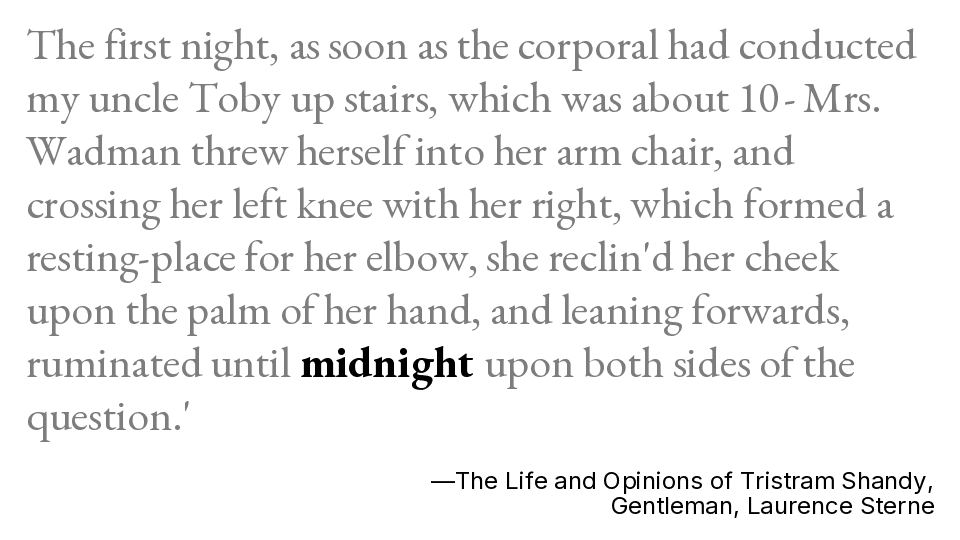 The first night, as soon as the corporal had conducted
my uncle Toby up stairs, which was about 10 - Mrs.
Wadman threw herself into her arm chair, and
crossing her left knee with her right, which formed a
resting-place for her elbow, she reclin'd her cheek
upon the palm of her hand, and leaning forwards,
ruminated until midnight upon both sides of the
question.'
—The Life and Opinions of Tristram Shandy,
Gentleman, Laurence Sterne